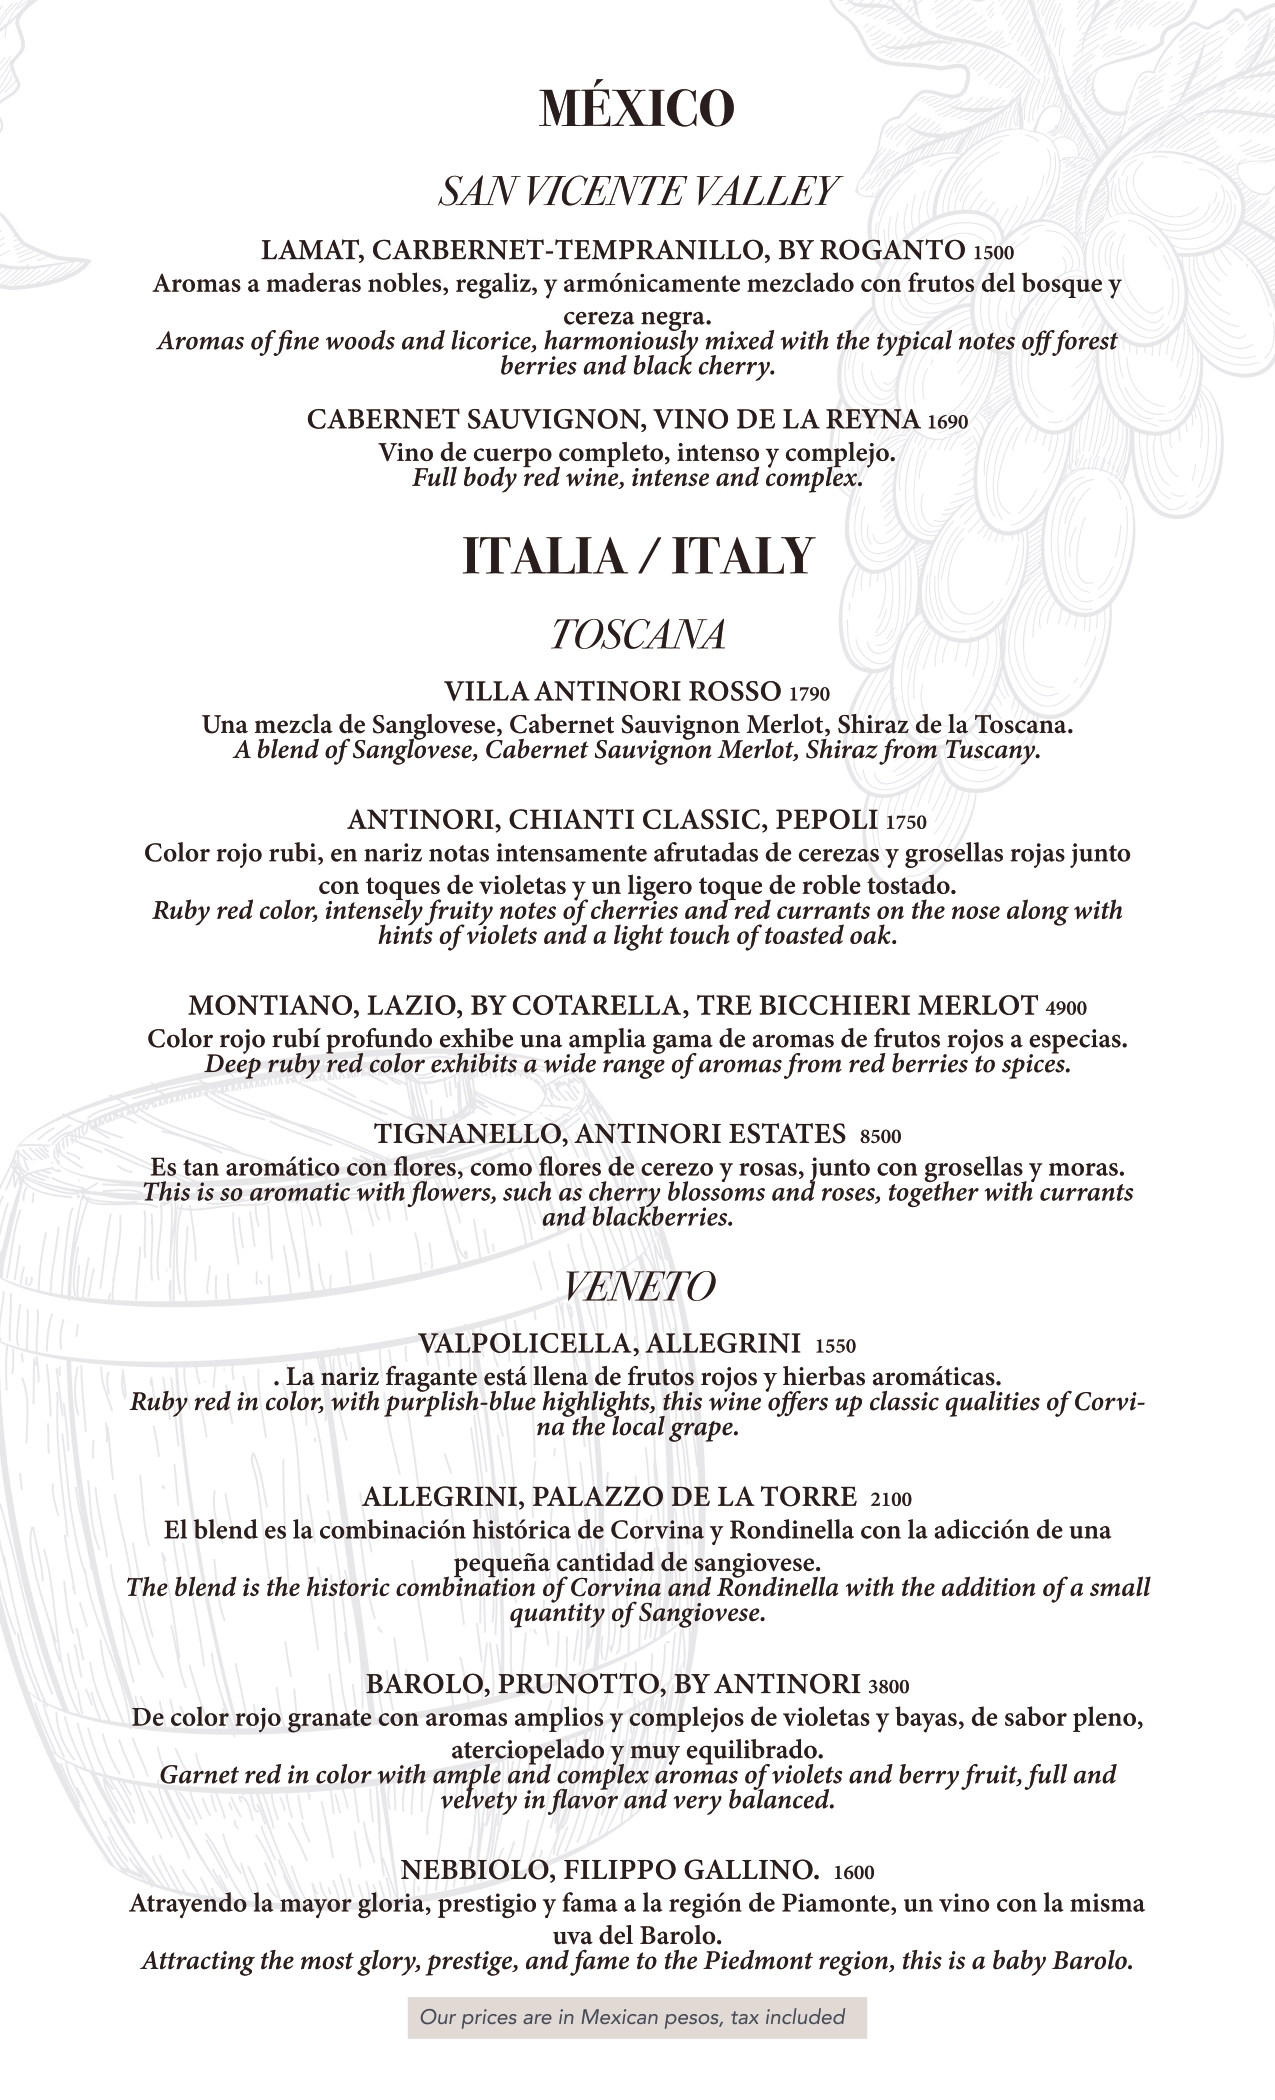 MÉXICO
SAN VICENTE VALLEY
LAMAT, CARBERNET-TEMPRANILLO, BY ROGANTO 1500
Aromas a maderas nobles, regaliz, y armónicamente mezclado con frutos del bosque y
cereza negra.
Aromas of fine woods and licorice, harmoniously mixed with the typical notes off forest
berries and black cherry.
CABERNET SAUVIGNON, VINO DE LA REYNA 1690
Vino de cuerpo completo, intenso y complejo.
Full body red wine, intense and complex.
ITALIA / ITALY
TOSCANA
VILLA ANTINORI ROSSO 1790
Una mezcla de Sanglovese, Cabernet Sauvignon Merlot, Shiraz de la Toscana.
A blend of Sanglovese, Cabernet Sauvignon Merlot, Shiraz from Tuscany.
ANTINORI, CHIANTI CLASSIC, PEPOLI 1750
Color rojo rubi, en nariz notas intensamente afrutadas de cerezas y grosellas rojas junto
con toques de violetas y un ligero toque de roble tostado.
Ruby red color, intensely fruity notes of cherries and red currants on the nose along with
hints of violets and a light touch of toasted oak.
MONTIANO, LAZIO, BY COTARELLA, TRE BICCHIERI MERLOT 4900
Color rojo rubí profundo exhibe una amplia gama de aromas de frutos rojos a especias.
Deep ruby red color exhibits a wide range of aromas from red berries to spices.
TIGNANELLO, ANTINORI ESTATES 8500
Es tan aromático con flores, como flores de cerezo y rosas, junto con grosellas y moras.
This is so aromatic with flowers, such as cherry blossoms and roses, together with currants
and blackberries.
VENETO
VALPOLICELLA, ALLEGRINI 1550
. La nariz fragante está llena de frutos rojos y hierbas aromáticas.
Ruby red in color, with purplish-blue highlights, this wine offers up classic qualities of Corvi-
na the local grape.
ALLEGRINI, PALAZZO DE LA TORRE 2100
El blend es la combinación histórica de Corvina y Rondinella con la adicción de una
pequeña cantidad de sangiovese.
The blend is the historic combination of Corvina and Rondinella with the addition of a small
quantity of Sangiovese.
BAROLO, PRUNOTTO, BY ANTINORI 3800
De color rojo granate con aromas amplios y complejos de violetas y bayas, de sabor pleno,
aterciopelado y muy equilibrado.
Garnet red in color with ample and complex aromas of violets and berry fruit, full and
velvety in flavor and very balanced.
NEBBIOLO, FILIPPO GALLINO. 1600
Atrayendo la mayor gloria, prestigio y fama a la región de Piamonte, un vino con la misma
uva del Barolo.
Attracting the most glory, prestige, and fame to the Piedmont region, this is a baby Barolo.
Our prices are in Mexican pesos, tax included